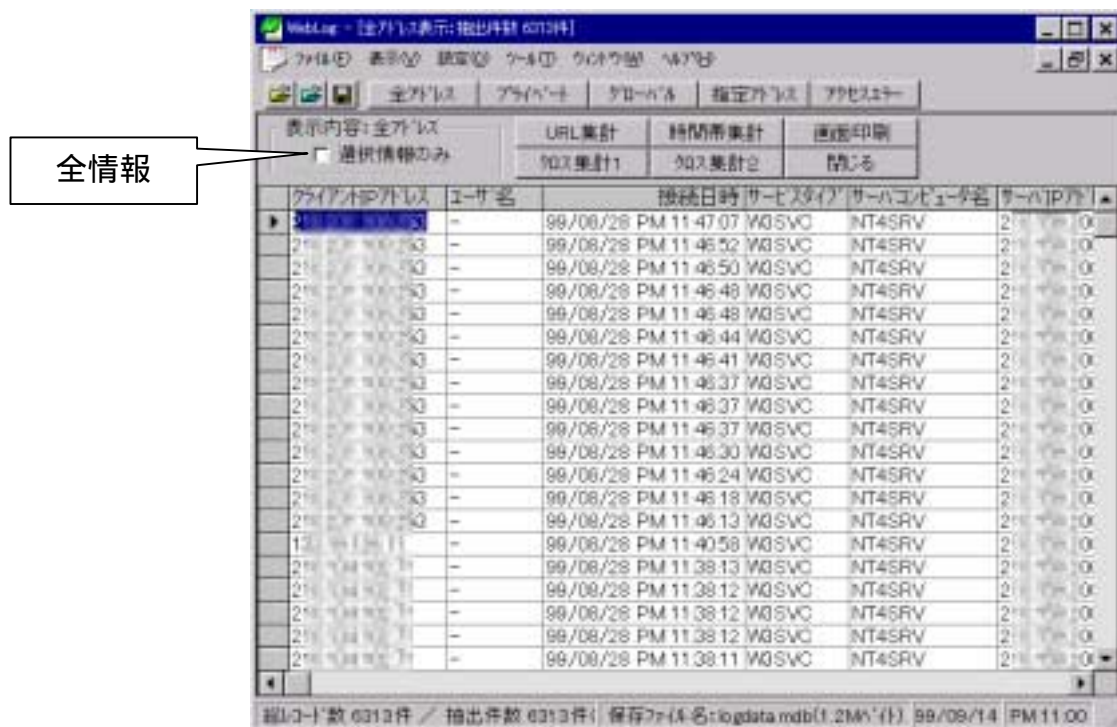 WebLog - [全ｱﾄﾞﾚｽ表示:抽出件数 6313件]
ﾌｧｲﾙ(F) 表示(V) 設定(O) ﾂｰﾙ(T) ｳｨﾝﾄﾞｳ(W) ﾍﾙﾌﾟ(H)
全ｱﾄﾞﾚｽ ﾌﾟﾗｲﾍﾞｰﾄ ｸﾞﾛｰﾊﾞﾙ 指定ｱﾄﾞﾚｽ ｱｸｾｽｴﾗｰ
表示内容:全ｱﾄﾞﾚｽ
選択情報のみ
URL集計 時間帯集計 画面印刷
ｸﾛｽ集計1 ｸﾛｽ集計2 閉じる
全情報
ｸﾗｲｱﾝﾄIPｱﾄﾞﾚｽ ﾕｰｻﾞ名 接続日時 ｻｰﾋﾞｽﾀｲﾌﾟ ｻｰﾊﾞｺﾝﾋﾟｭｰﾀ名 ｻｰﾊﾞIPｱﾄﾞ
- 99/08/28 PM 11:47:07 W3SVC NT4SRV
- 99/08/28 PM 11:46:52 W3SVC NT4SRV
- 99/08/28 PM 11:46:50 W3SVC NT4SRV
- 99/08/28 PM 11:46:48 W3SVC NT4SRV
- 99/08/28 PM 11:46:48 W3SVC NT4SRV
- 99/08/28 PM 11:46:44 W3SVC NT4SRV
- 99/08/28 PM 11:46:41 W3SVC NT4SRV
- 99/08/28 PM 11:46:37 W3SVC NT4SRV
- 99/08/28 PM 11:46:37 W3SVC NT4SRV
- 99/08/28 PM 11:46:37 W3SVC NT4SRV
- 99/08/28 PM 11:46:30 W3SVC NT4SRV
- 99/08/28 PM 11:46:24 W3SVC NT4SRV
- 99/08/28 PM 11:46:18 W3SVC NT4SRV
- 99/08/28 PM 11:46:13 W3SVC NT4SRV
- 99/08/28 PM 11:40:58 W3SVC NT4SRV
- 99/08/28 PM 11:38:13 W3SVC NT4SRV
- 99/08/28 PM 11:38:12 W3SVC NT4SRV
- 99/08/28 PM 11:38:12 W3SVC NT4SRV
- 99/08/28 PM 11:38:12 W3SVC NT4SRV
- 99/08/28 PM 11:38:11 W3SVC NT4SRV
総ﾚｺｰﾄﾞ数 6313件 ／ 抽出件数 6313件( 保存ﾌｧｲﾙ名:logdata.mdb(1.2Mﾊﾞｲﾄ) 99/09/14 PM 11:00